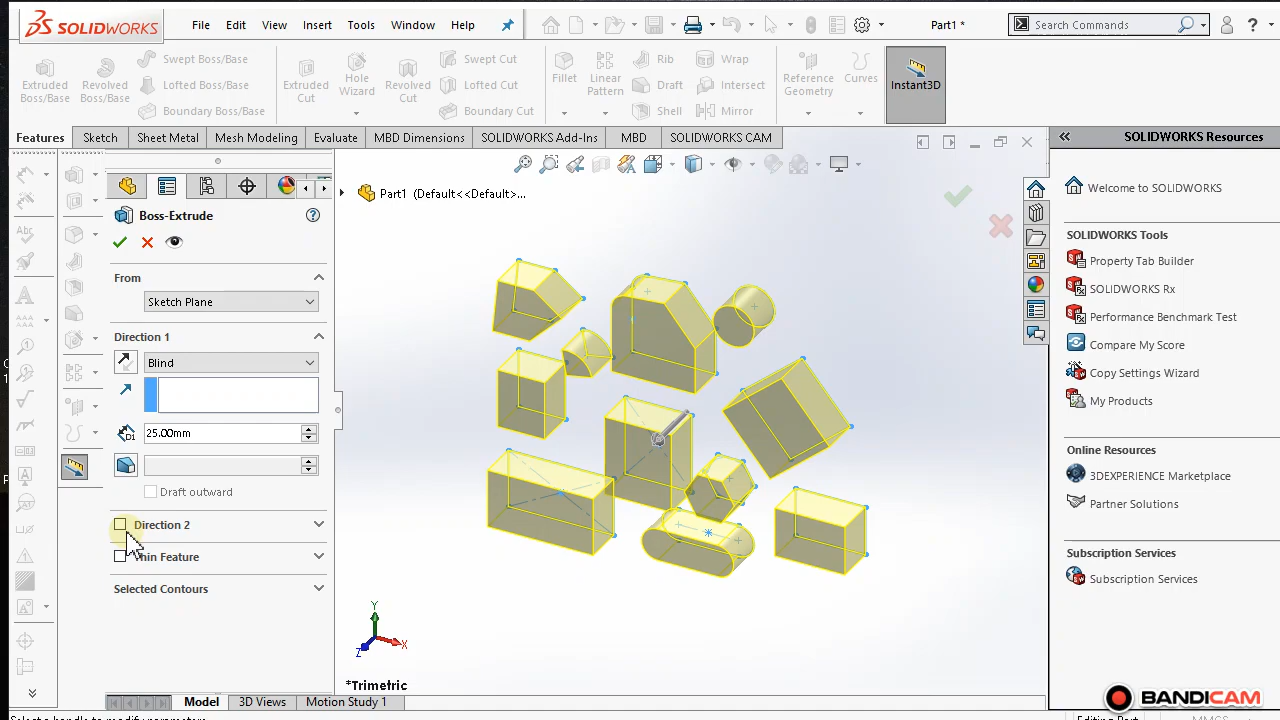 SOLIDWORKS
File Edit View Insert Tools Window Help
Part1 *
Search Commands
?
Extruded Boss/Base
Revolved Boss/Base
Swept Boss/Base
Lofted Boss/Base
Boundary Boss/Base
Extruded Cut
Hole Wizard
Revolved Cut
Swept Cut
Lofted Cut
Boundary Cut
Fillet
Linear Pattern
Rib
Draft
Shell
Wrap
Intersect
Mirror
Reference Geometry
Curves
Instant3D
Features Sketch Sheet Metal Mesh Modeling Evaluate MBD Dimensions SOLIDWORKS Add-Ins MBD SOLIDWORKS CAM
SOLIDWORKS Resources
Part1 (Default<<Default>...
Boss-Extrude
From
Sketch Plane
Direction 1
Blind
25.00mm
Draft outward
Direction 2
Thin Feature
Selected Contours
Y
X
Z
*Trimetric
Model 3D Views Motion Study 1
Welcome to SOLIDWORKS
SOLIDWORKS Tools
Property Tab Builder
SOLIDWORKS Rx
Performance Benchmark Test
Compare My Score
Copy Settings Wizard
My Products
Online Resources
3DEXPERIENCE Marketplace
Partner Solutions
Subscription Services
Subscription Services
BANDICAM